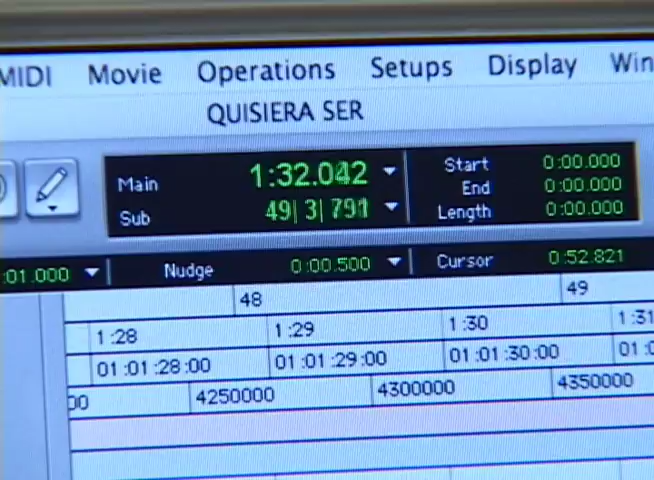 MIDI Movie Operations Setups Display Win
QUISIERA SER
Main 1:32.042 Start 0:00.000
End 0:00.000
Sub 49| 3| 791 Length 0:00.000
:01.000 Nudge 0:00.500 Cursor 0:52.821
48 49
1:28 1:29 1:30 1:31
01:01:28:00 01:01:29:00 01:01:30:00 01:0
00 4250000 4300000 4350000